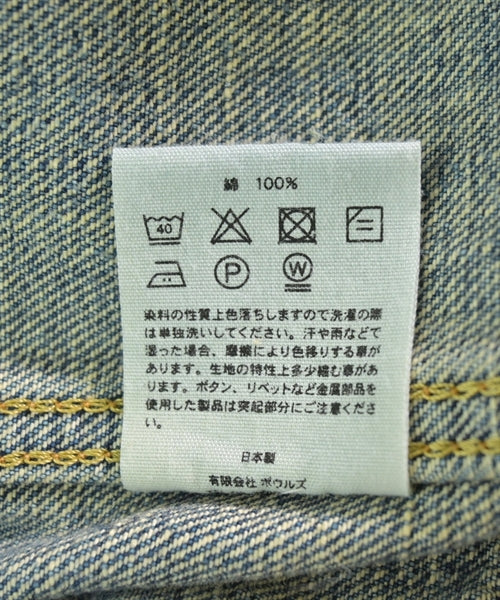 綿 100%
40
P W
染料の性質上色落ちしますので洗濯の際
は単独洗いしてください。汗や雨などで
湿った場合、摩擦により色移りする事が
あります。生地の特性上多少縮む事があ
ります。ボタン、リベットなど金属部品を
使用した製品は突起部分にご注意くださ
い。
日本製
有限会社 ボウルズ